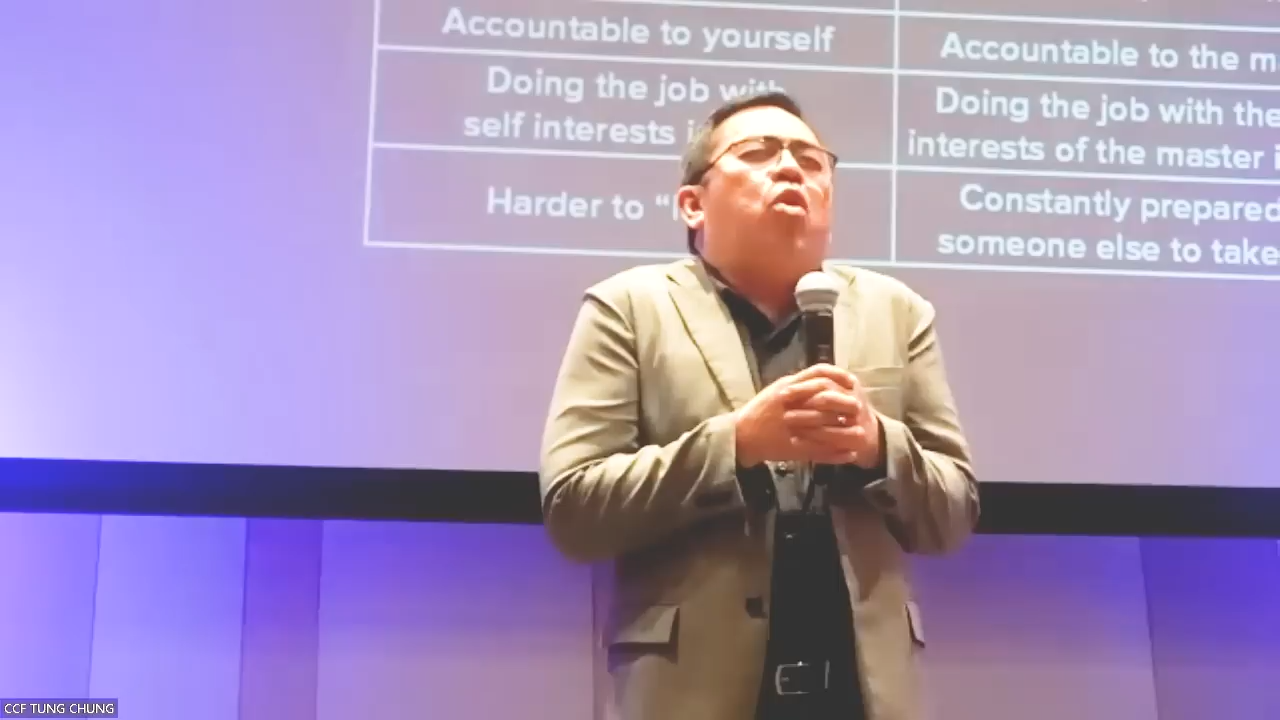 Accountable to yourself
Accountable to the
Doing the job with
self interests
Doing the job with the
interests of the master
Harder to
Constantly prepared
someone else to take
CCF TUNG CHUNG